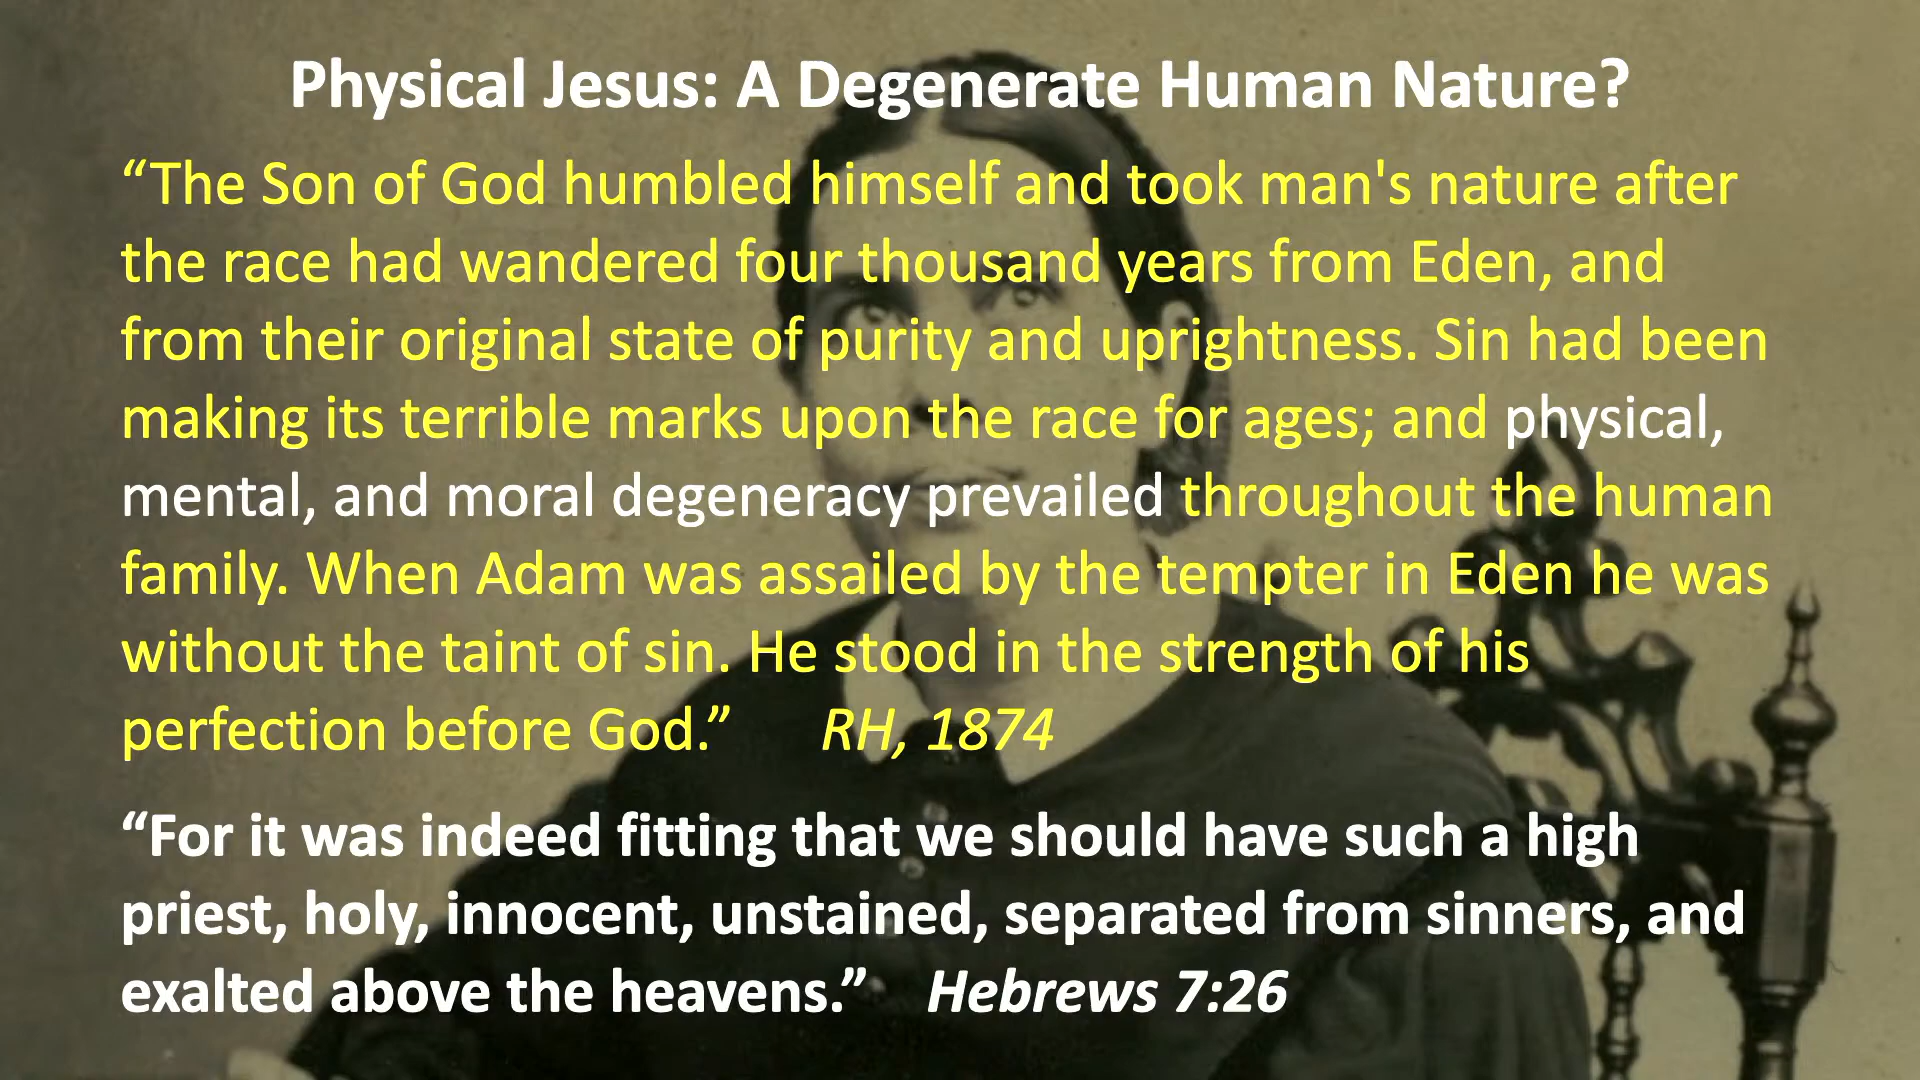 Physical Jesus: A Degenerate Human Nature?
“The Son of God humbled himself and took man's nature after
the race had wandered four thousand years from Eden, and
from their original state of purity and uprightness. Sin had been
making its terrible marks upon the race for ages; and physical,
mental, and moral degeneracy prevailed throughout the human
family. When Adam was assailed by the tempter in Eden he was
without the taint of sin. He stood in the strength of his
perfection before God.” RH, 1874
“For it was indeed fitting that we should have such a high
priest, holy, innocent, unstained, separated from sinners, and
exalted above the heavens.” Hebrews 7:26